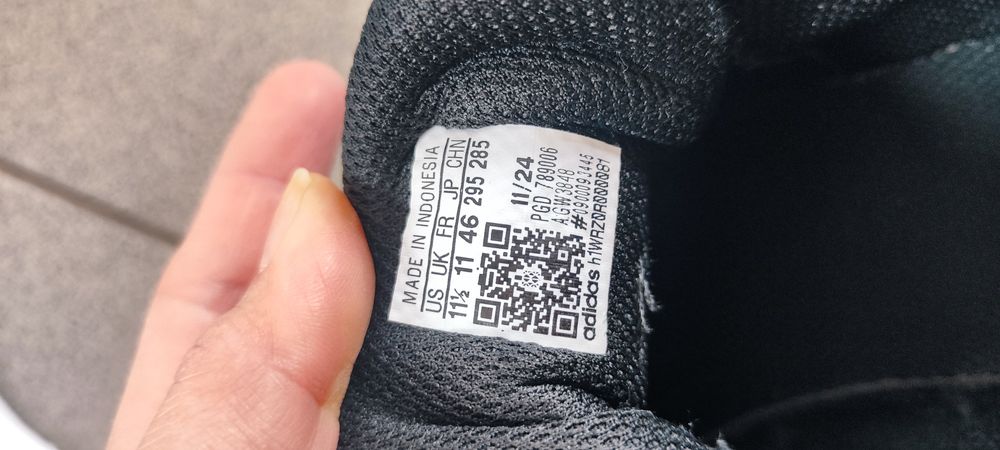 MADE IN INDONESIA
US UK FR JP CHN
11½ 11 46 295 285
11/24
PGD 789006
AGW3848
adidas